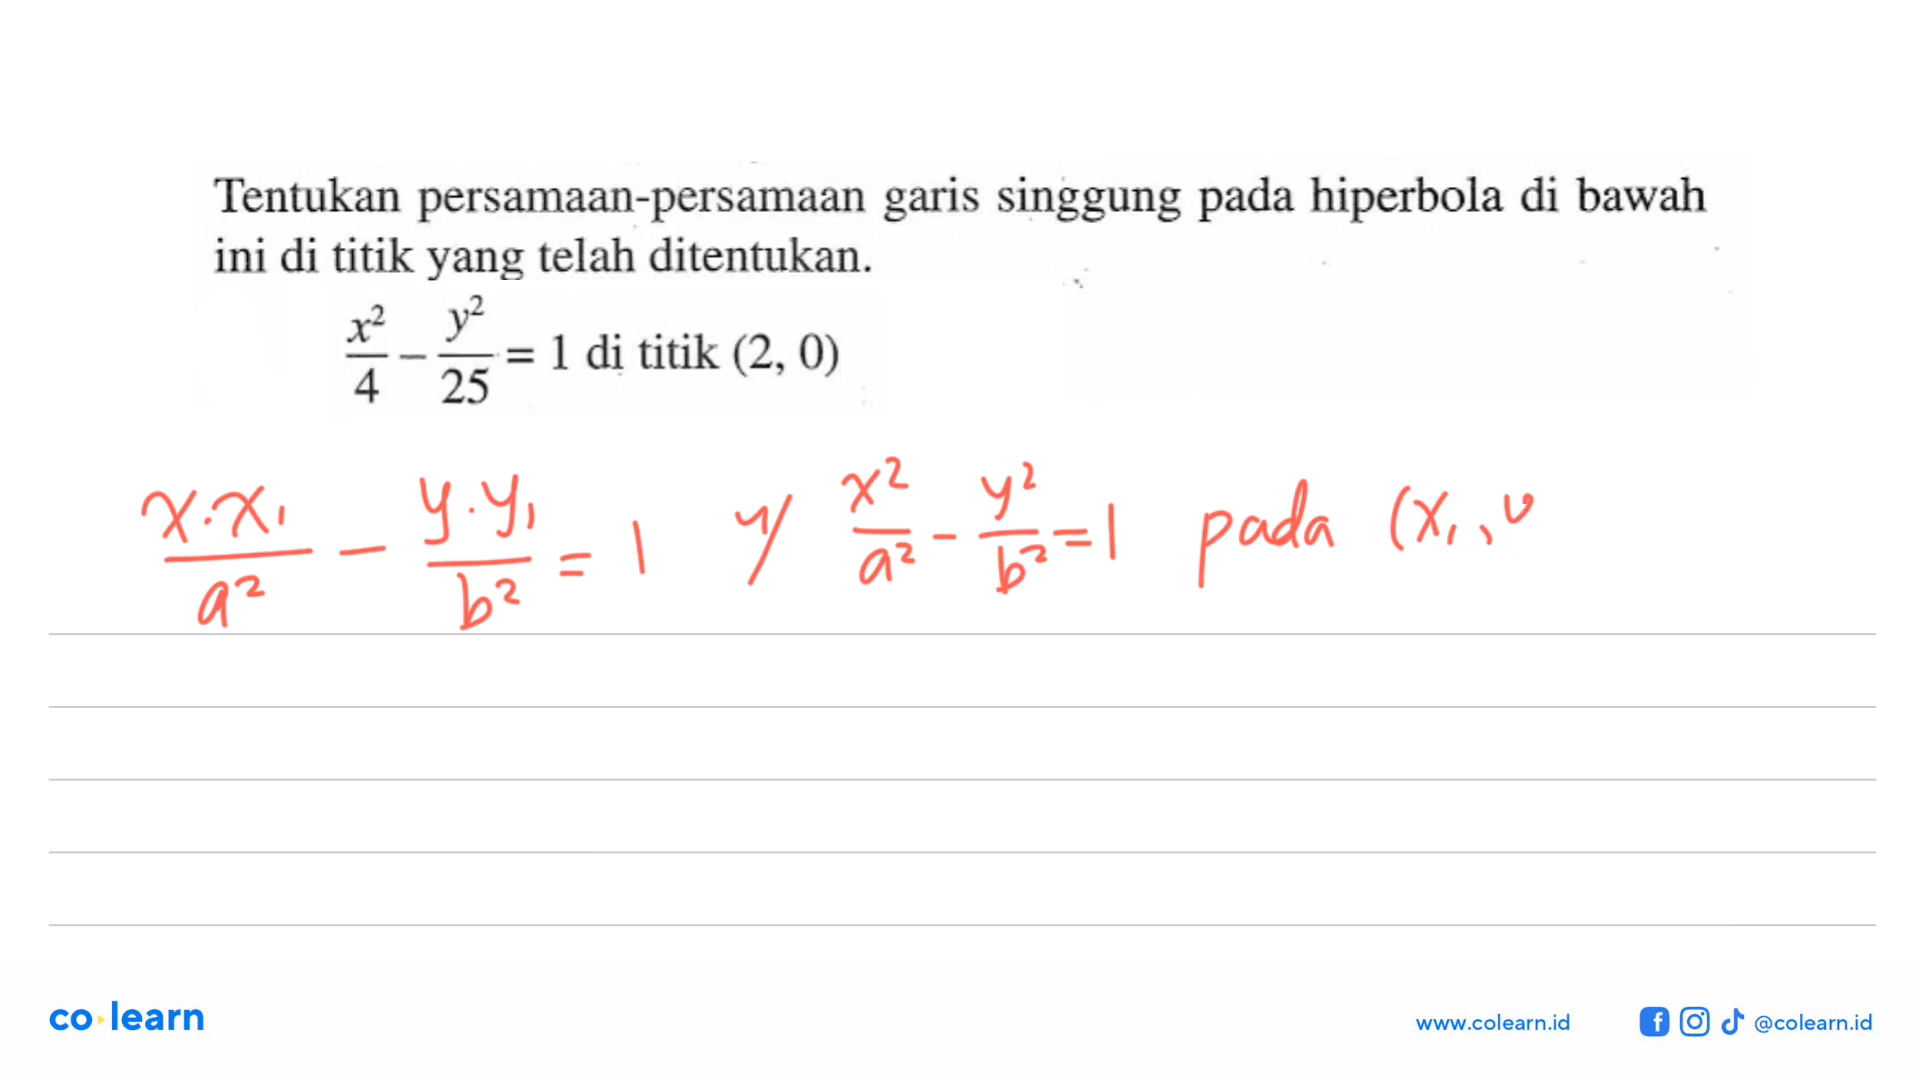 Tentukan persamaan-persamaan garis singgung pada hiperbola di bawah
ini di titik yang telah ditentukan.
x²/4 − y²/25 = 1 di titik (2, 0)
x·x₁/a² − y·y₁/b² = 1 y/ x²/a² − y²/b² = 1 pada (x₁,
co learn
www.colearn.id
@colearn.id